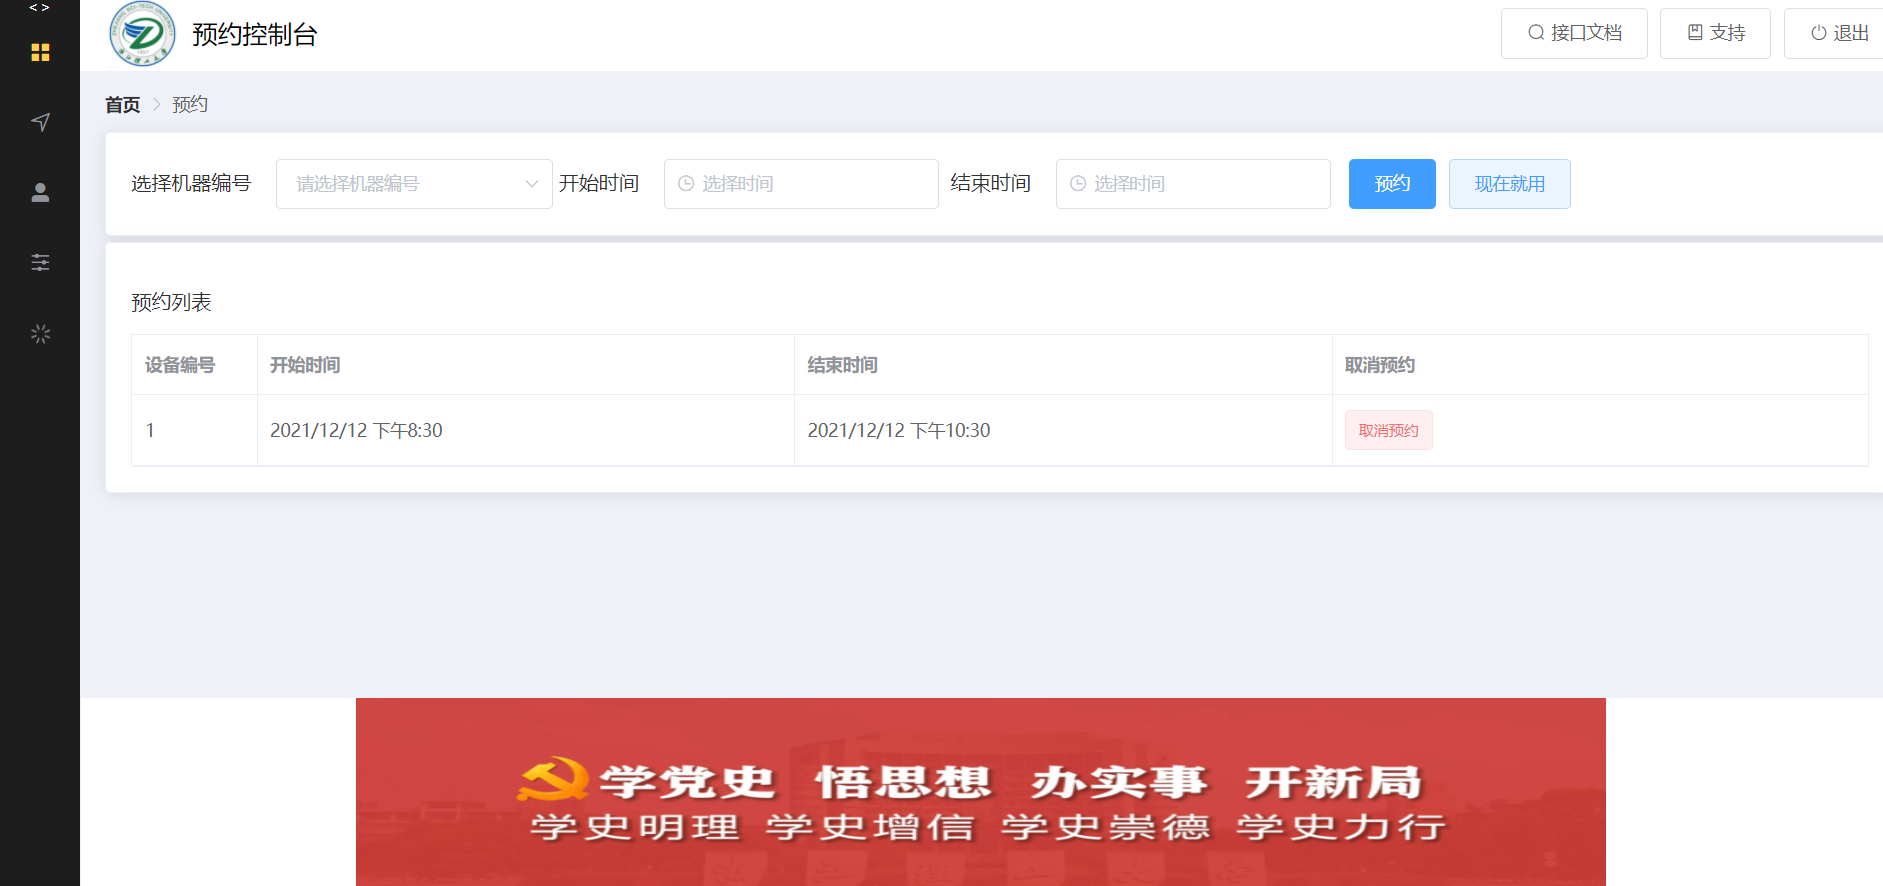 < >
预约控制台
接口文档
支持
退出
首页 > 预约
选择机器编号 请选择机器编号 开始时间 选择时间 结束时间 选择时间 预约 现在就用
预约列表
设备编号 开始时间 结束时间 取消预约
1 2021/12/12 下午8:30 2021/12/12 下午10:30 取消预约
学党史 悟思想 办实事 开新局
学史明理 学史增信 学史崇德 学史力行